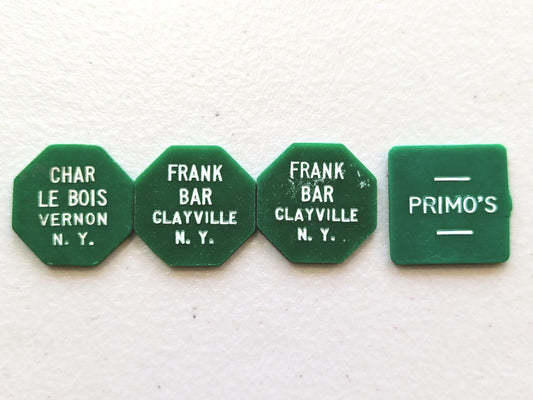 CHAR
LE BOIS
VERNON
N. Y.
FRANK
BAR
CLAYVILLE
N. Y.
FRANK
BAR
CLAYVILLE
N. Y.
PRIMO'S